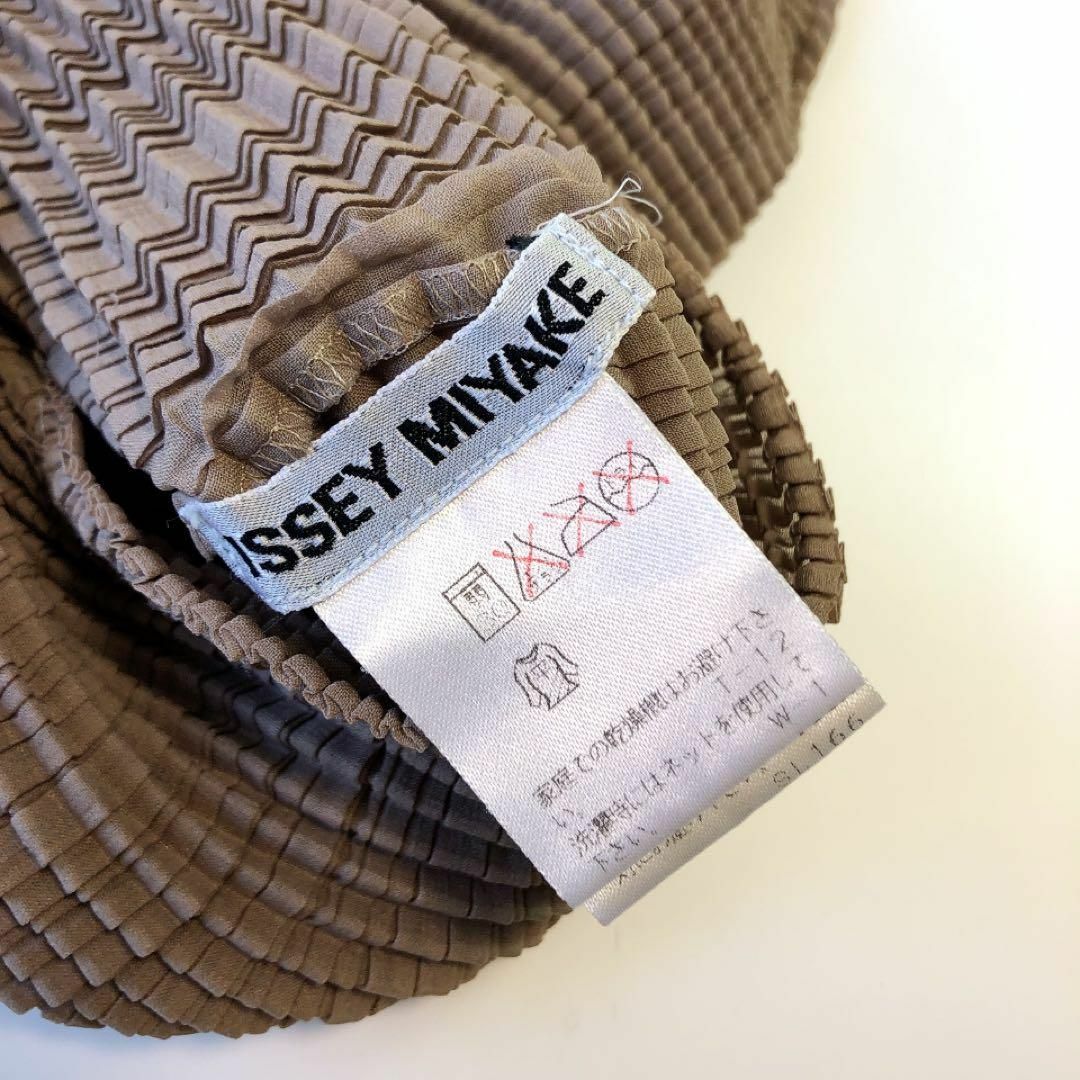 ISSEY MIYAKE
家庭での乾燥機はお避け下さ
い。 T-12
洗濯時にはネットを使用して
下さい。 W-1
SL166